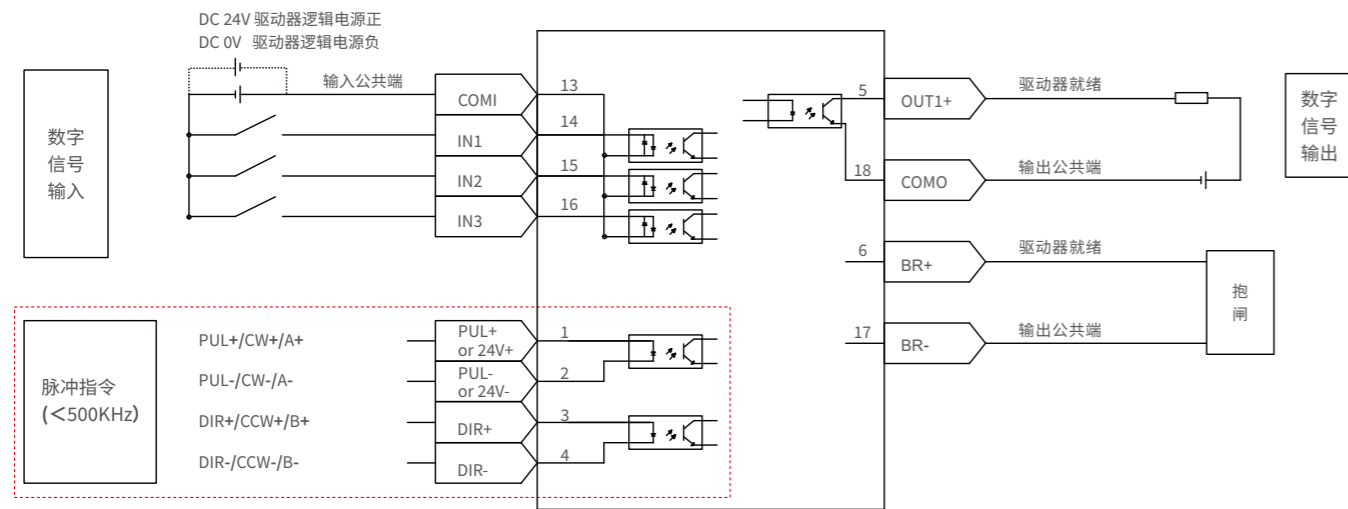 DC 24V 驱动器逻辑电源正
DC 0V 驱动器逻辑电源负
数字
信号
输入
输入公共端
COMI
13
IN1
14
IN2
15
IN3
16
5
OUT1+
驱动器就绪
18
COMO
输出公共端
数字
信号
输出
6
BR+
驱动器就绪
17
BR-
输出公共端
抱
闸
脉冲指令
(＜500KHz)
PUL+/CW+/A+
PUL+
or 24V+
1
PUL-/CW-/A-
PUL-
or 24V-
2
DIR+/CCW+/B+
DIR+
3
DIR-/CCW-/B-
DIR-
4